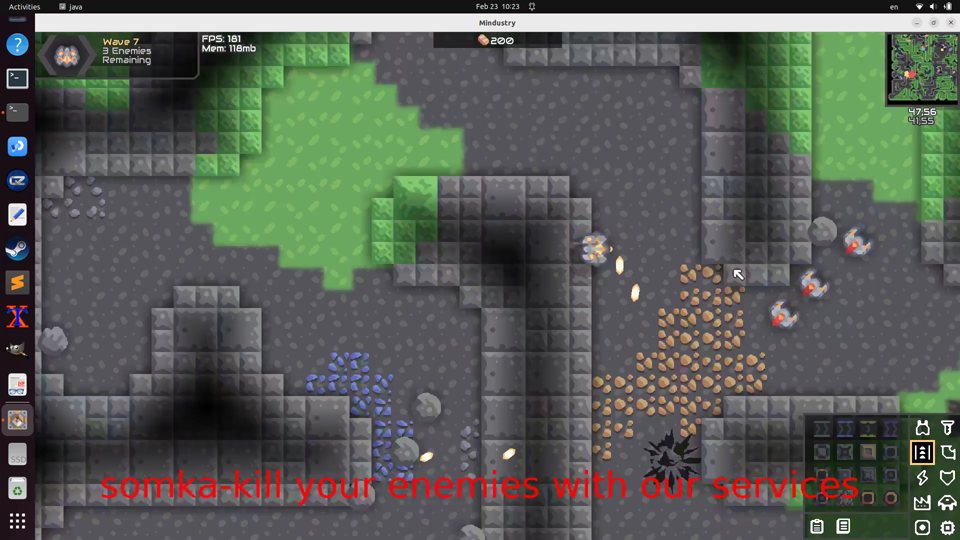 Activities
java
Feb 23 10:23
en
Mindustry
Wave 7
3 Enemies
Remaining
FPS: 181
Mem: 118mb
200
47,56
41,55
SSD
somka-kill your enemies with our services